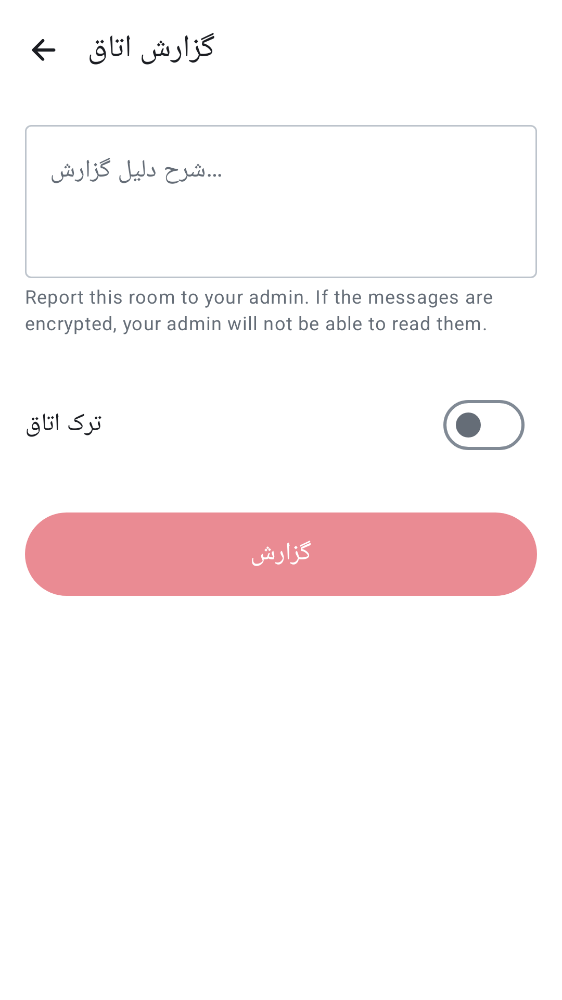 گزارش اتاق
شرح دلیل گزارش...
Report this room to your admin. If the messages are
encrypted, your admin will not be able to read them.
ترک اتاق
گزارش